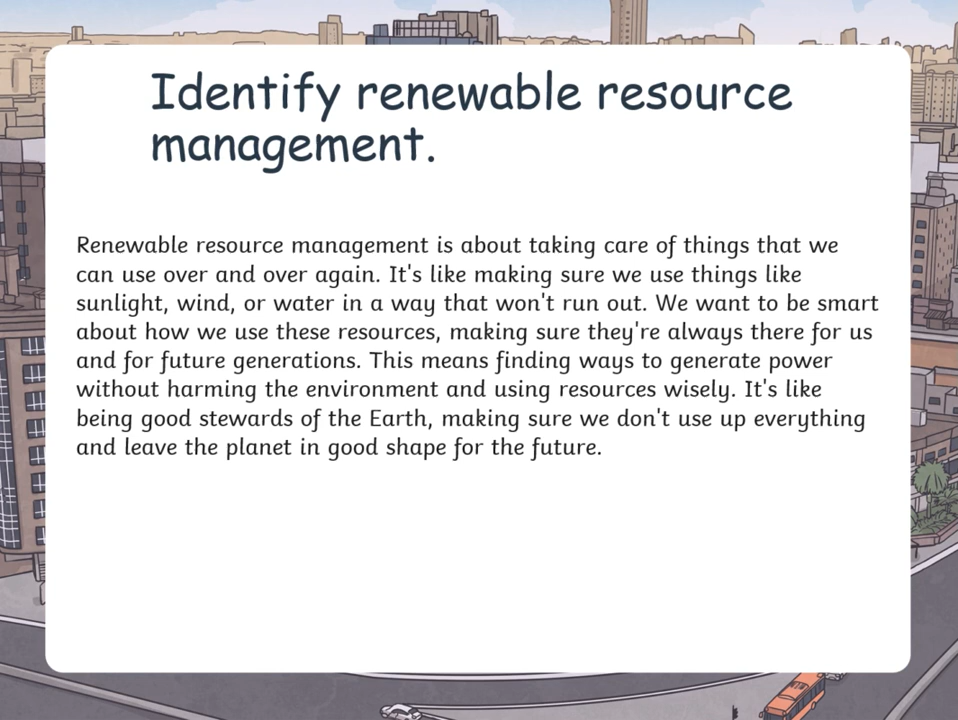 Identify renewable resource
management.
Renewable resource management is about taking care of things that we
can use over and over again. It's like making sure we use things like
sunlight, wind, or water in a way that won't run out. We want to be smart
about how we use these resources, making sure they're always there for us
and for future generations. This means finding ways to generate power
without harming the environment and using resources wisely. It's like
being good stewards of the Earth, making sure we don't use up everything
and leave the planet in good shape for the future.